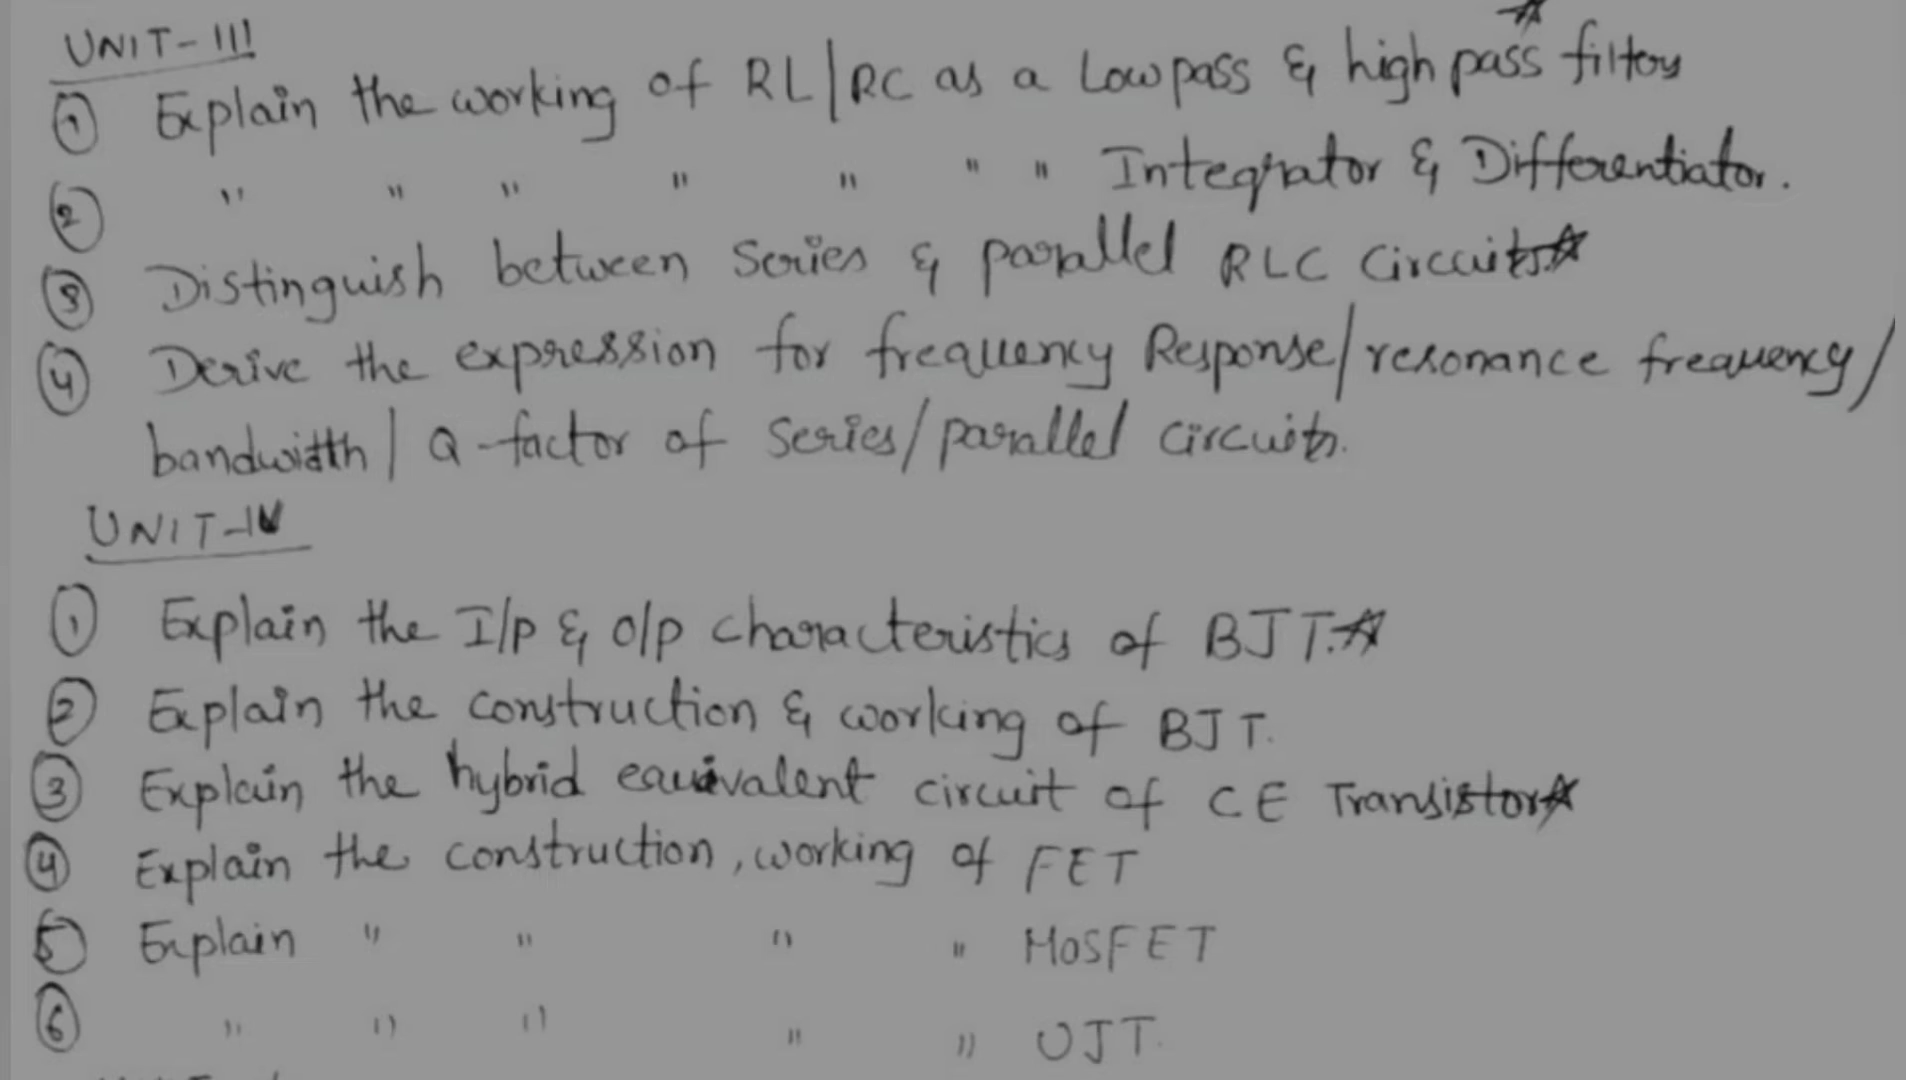 UNIT-III
① Explain the working of RL/RC as a Low pass & high pass filters
② " " " " " " " Integrator & Differentiator.
③ Distinguish between Series & parallel RLC Circuits☆
④ Derive the expression for frequency Response/resonance frequency/
bandwidth/Q-factor of series/parallel circuits.
UNIT-IV
① Explain the I/p & o/p characteristics of BJT.☆
② Explain the construction & working of BJT.
③ Explain the hybrid equivalent circuit of CE Transistor☆
④ Explain the construction, working of FET
⑤ Explain " " " " MOSFET
⑥ " " " " " UJT.